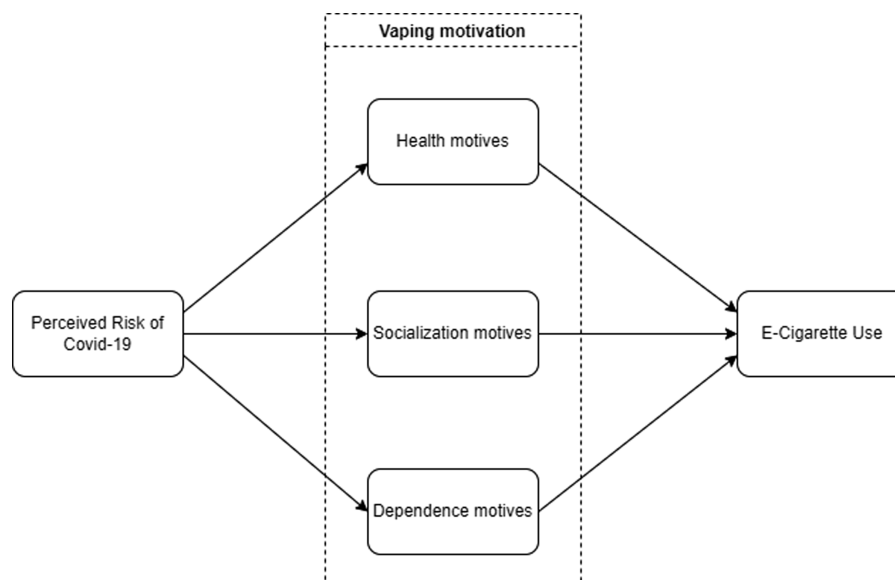 Vaping motivation
Health motives
Perceived Risk of
Covid-19
Socialization motives
E-Cigarette Use
Dependence motives